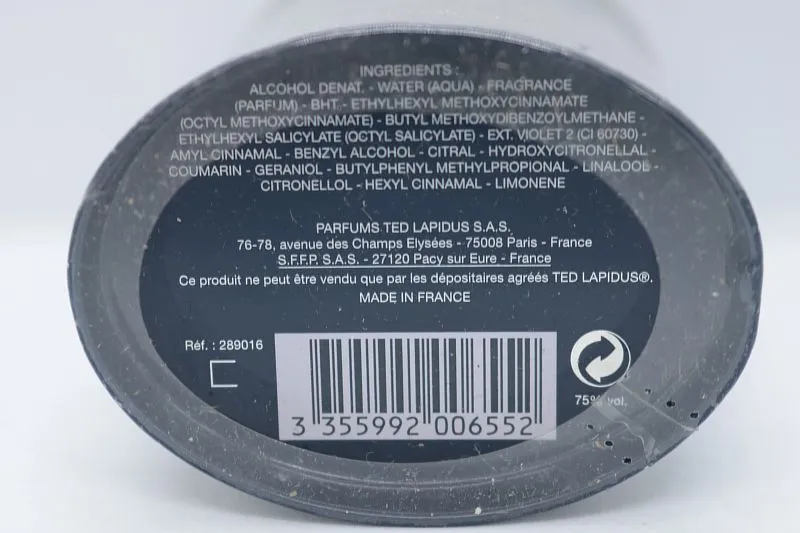 INGREDIENTS :
ALCOHOL DENAT. - WATER (AQUA) - FRAGRANCE
(PARFUM) - BHT - ETHYLHEXYL METHOXYCINNAMATE
(OCTYL METHOXYCINNAMATE) - BUTYL METHOXYDIBENZOYLMETHANE -
ETHYLHEXYL SALICYLATE (OCTYL SALICYLATE) - EXT. VIOLET 2 (CI 60730) -
AMYL CINNAMAL - BENZYL ALCOHOL - CITRAL - HYDROXYCITRONELLAL -
COUMARIN - GERANIOL - BUTYLPHENYL METHYLPROPIONAL - LINALOOL -
CITRONELLOL - HEXYL CINNAMAL - LIMONENE
PARFUMS TED LAPIDUS S.A.S.
76-78, avenue des Champs Elysées - 75008 Paris - France
S.F.F.P. S.A.S. - 27120 Pacy sur Eure - France
Ce produit ne peut être vendu que par les dépositaires agréés TED LAPIDUS®.
MADE IN FRANCE
Réf. : 289016
3 355992 006552
75% vol.